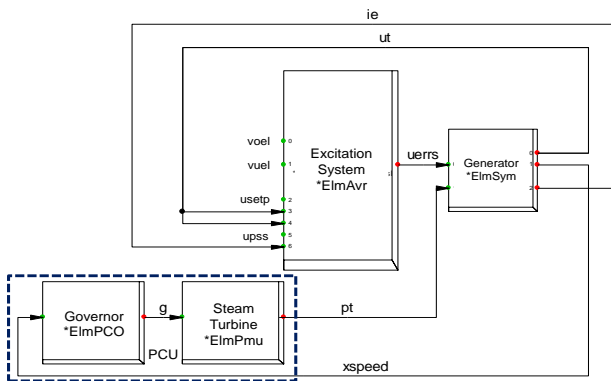 ie
ut
voel
0
vuel
1
Excitation
System
*ElmAvr
usetp
2
3
4
upss
5
6
uerrs
Generator
*ElmSym
0
1
2
Governor
*ElmPCO
g
PCU
Steam
Turbine
*ElmPmu
pt
xspeed